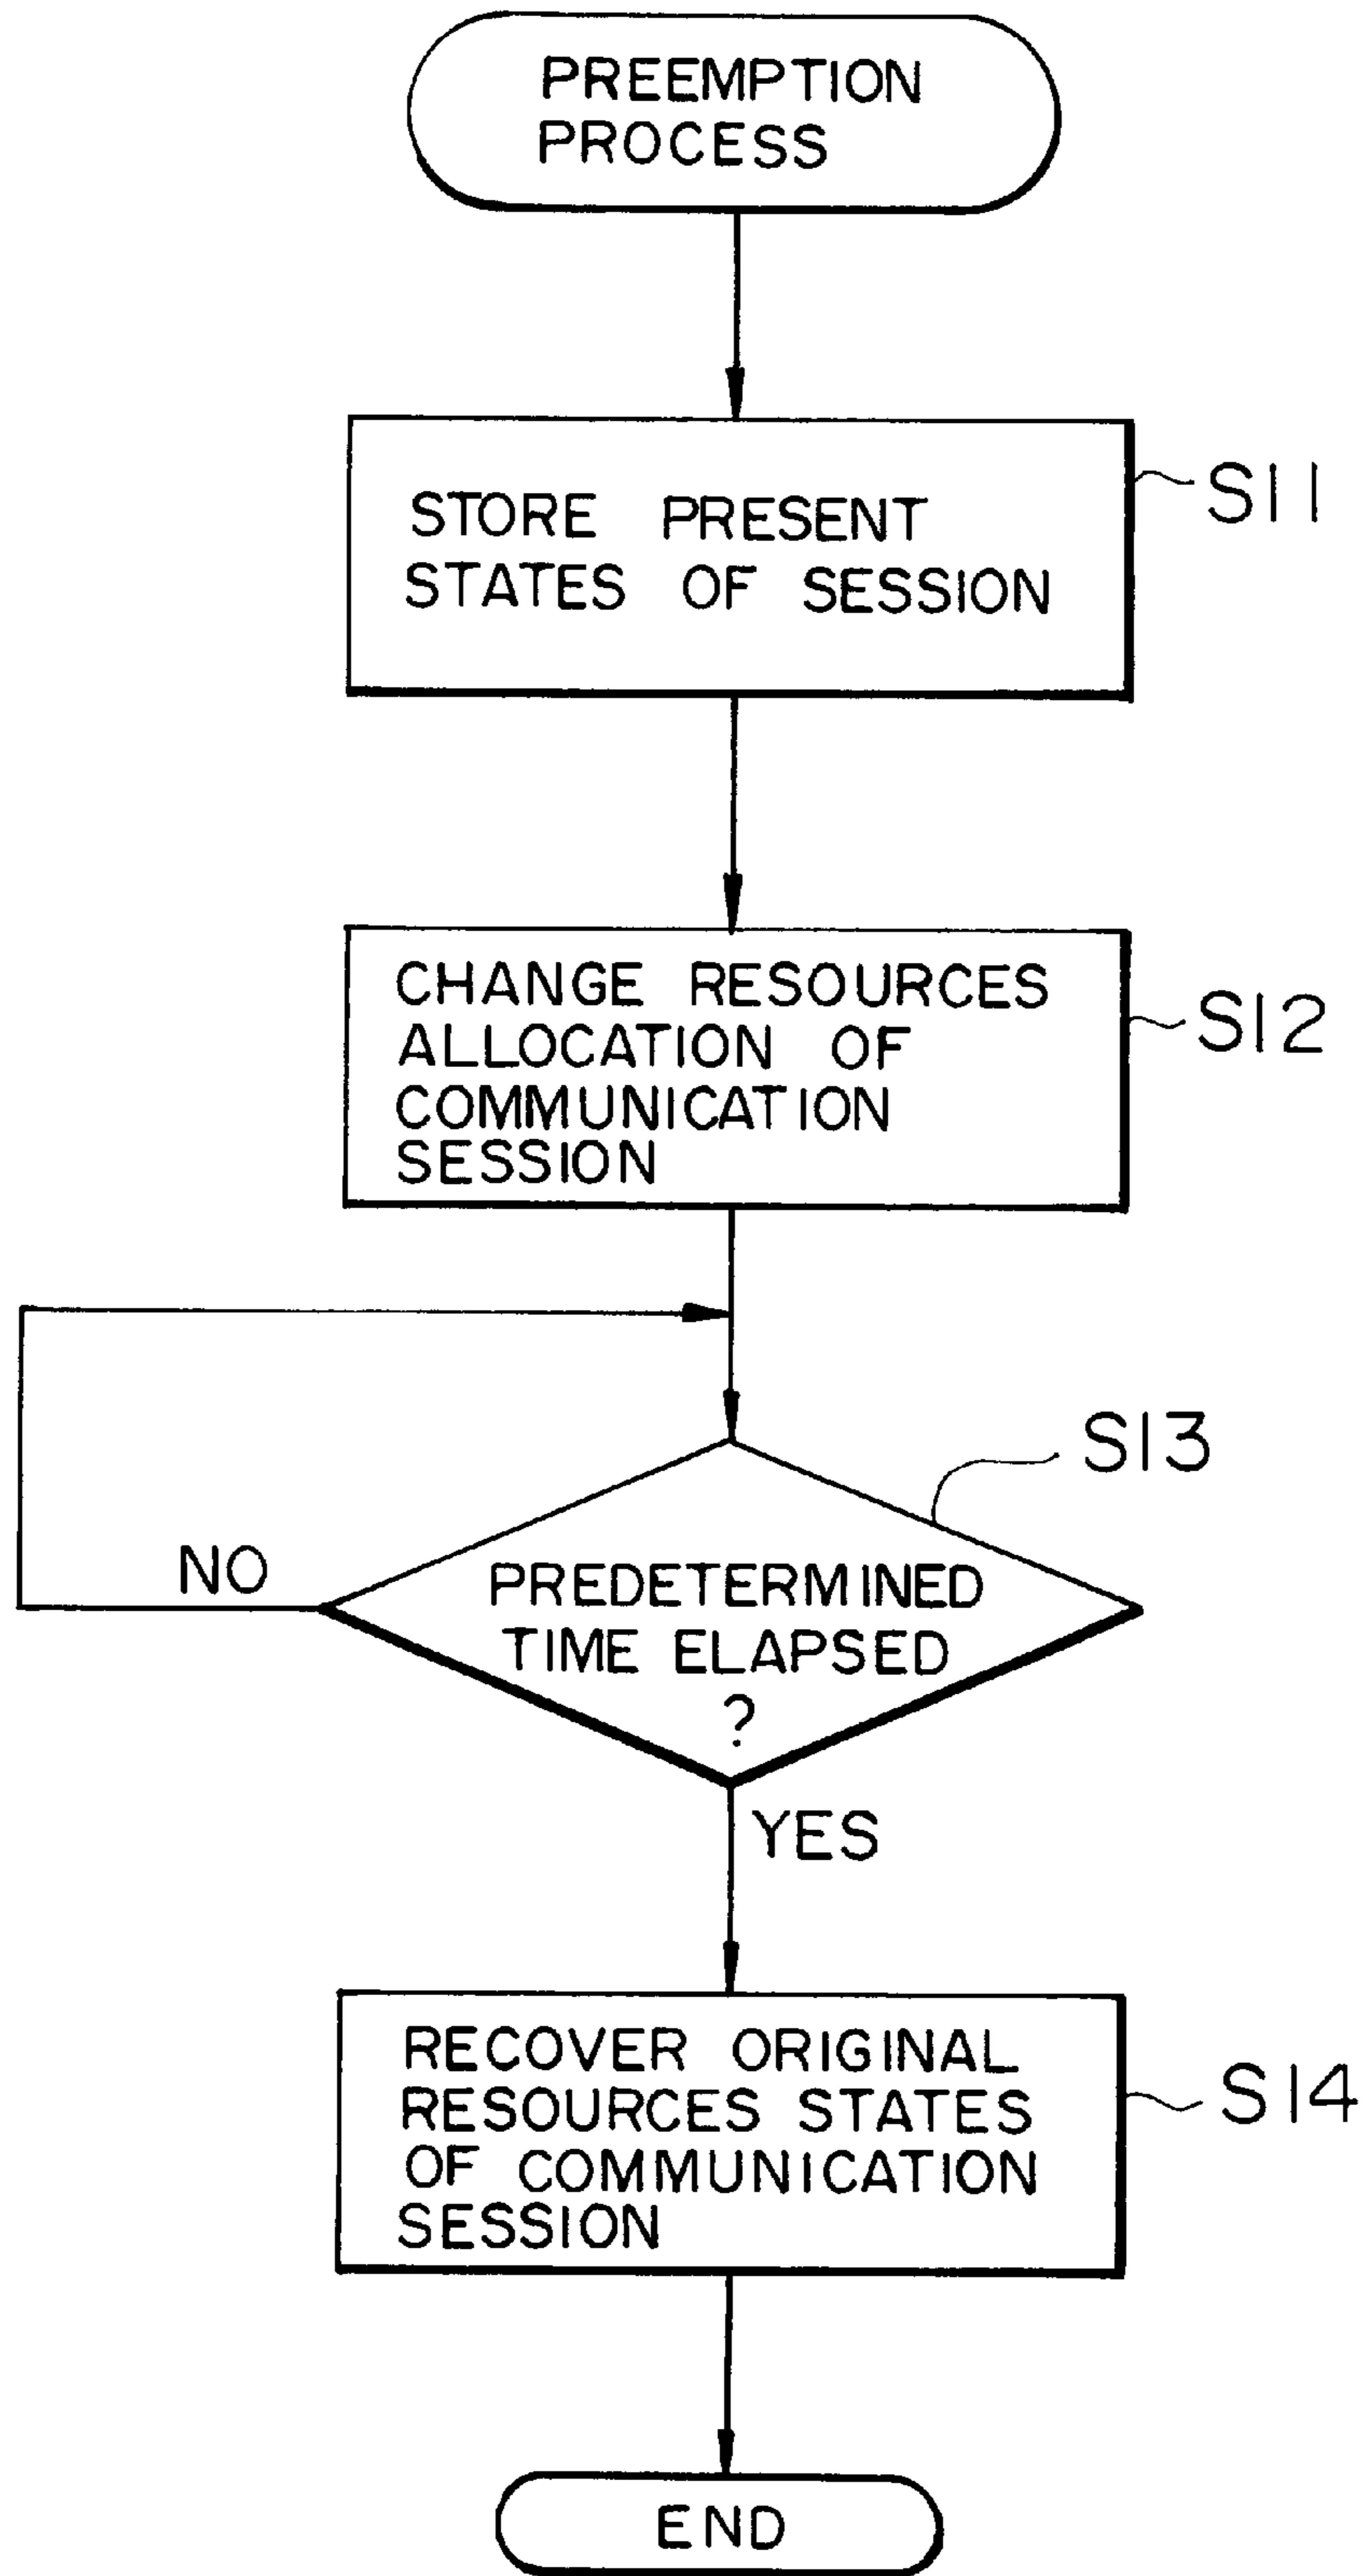 PREEMPTION
PROCESS
STORE PRESENT
STATES OF SESSION
S11
CHANGE RESOURCES
ALLOCATION OF
COMMUNICATION
SESSION
S12
S13
NO
PREDETERMINED
TIME ELAPSED
?
YES
RECOVER ORIGINAL
RESOURCES STATES
OF COMMUNICATION
SESSION
S14
END